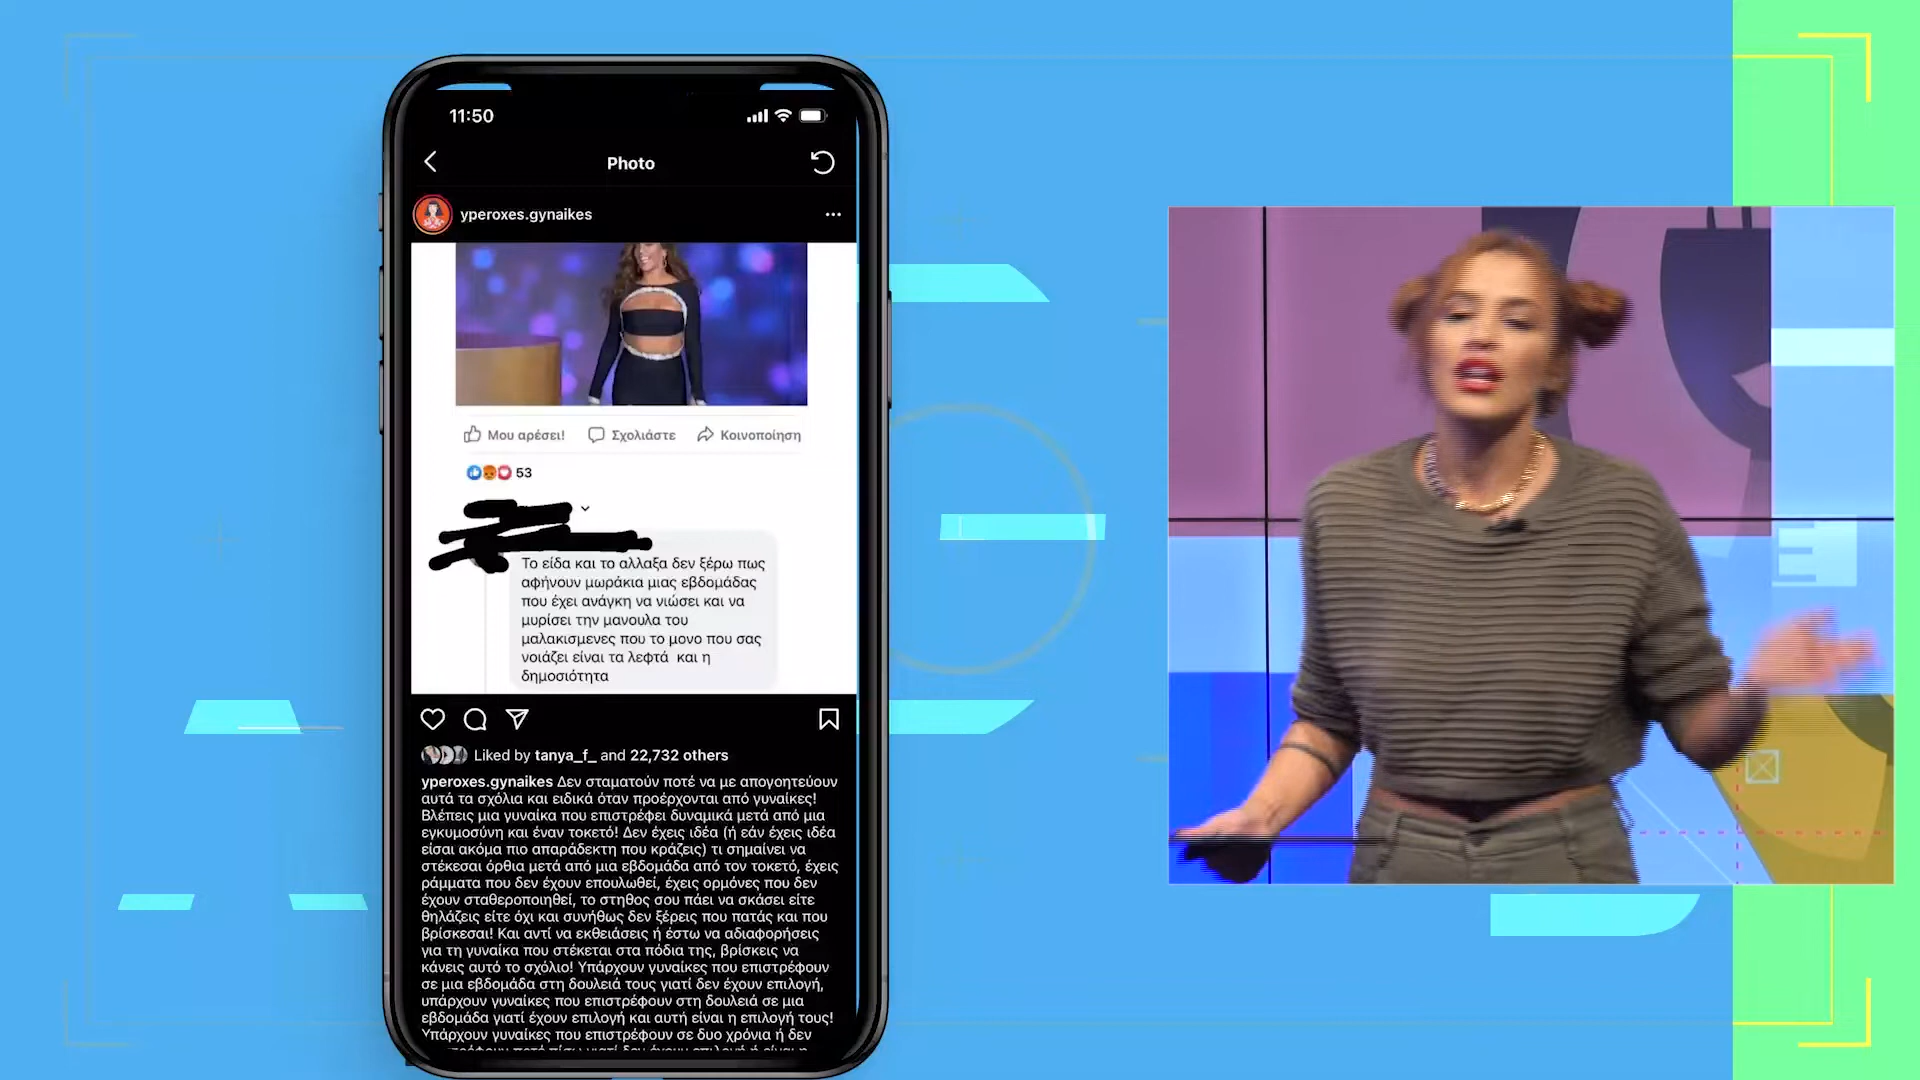 11:50
Photo
yperoxes.gynaikes
Μου αρέσει! Σχολιάστε Κοινοποίηση
53
Το είδα και το αλλαξα δεν ξέρω πως
αφήνουν μωράκια μιας εβδομάδας
που έχει ανάγκη να νιώσει και να
μυρίσει την μανουλα του
μαλακισμενες που το μονο που σας
νοιάζει είναι τα λεφτά και η
δημοσιότητα
Liked by tanya_f_ and 22,732 others
yperoxes.gynaikes Δεν σταματούν ποτέ να με απογοητεύουν
αυτά τα σχόλια και ειδικά όταν προέρχονται από γυναίκες!
Βλέπεις μια γυναίκα που επιστρέφει δυναμικά μετά από μια
εγκυμοσύνη και έναν τοκετό! Δεν έχεις ιδέα (ή εάν έχεις ιδέα
είσαι ακόμα πιο απαράδεκτη που κράζεις) τι σημαίνει να
στέκεσαι όρθια μετά από μια εβδομάδα από τον τοκετό, έχεις
ράμματα που δεν έχουν επουλωθεί, έχεις ορμόνες που δεν
έχουν σταθεροποιηθεί, το στηθος σου πάει να σκάσει είτε
θηλάζεις είτε όχι και συνήθως δεν ξέρεις που πατάς και που
βρίσκεσαι! Και αντί να εκθειάσεις ή έστω να αδιαφορήσεις
για τη γυναίκα που στέκεται στα πόδια της, βρίσκεις να
κάνεις αυτό το σχόλιο! Υπάρχουν γυναίκες που επιστρέφουν
σε μια εβδομάδα στη δουλειά τους γιατί δεν έχουν επιλογή,
υπάρχουν γυναίκες που επιστρέφουν στη δουλειά σε μια
εβδομάδα γιατί έχουν επιλογή και αυτή είναι η επιλογή τους!
Υπάρχουν γυναίκες που επιστρέφουν σε δυο χρόνια ή δεν
E